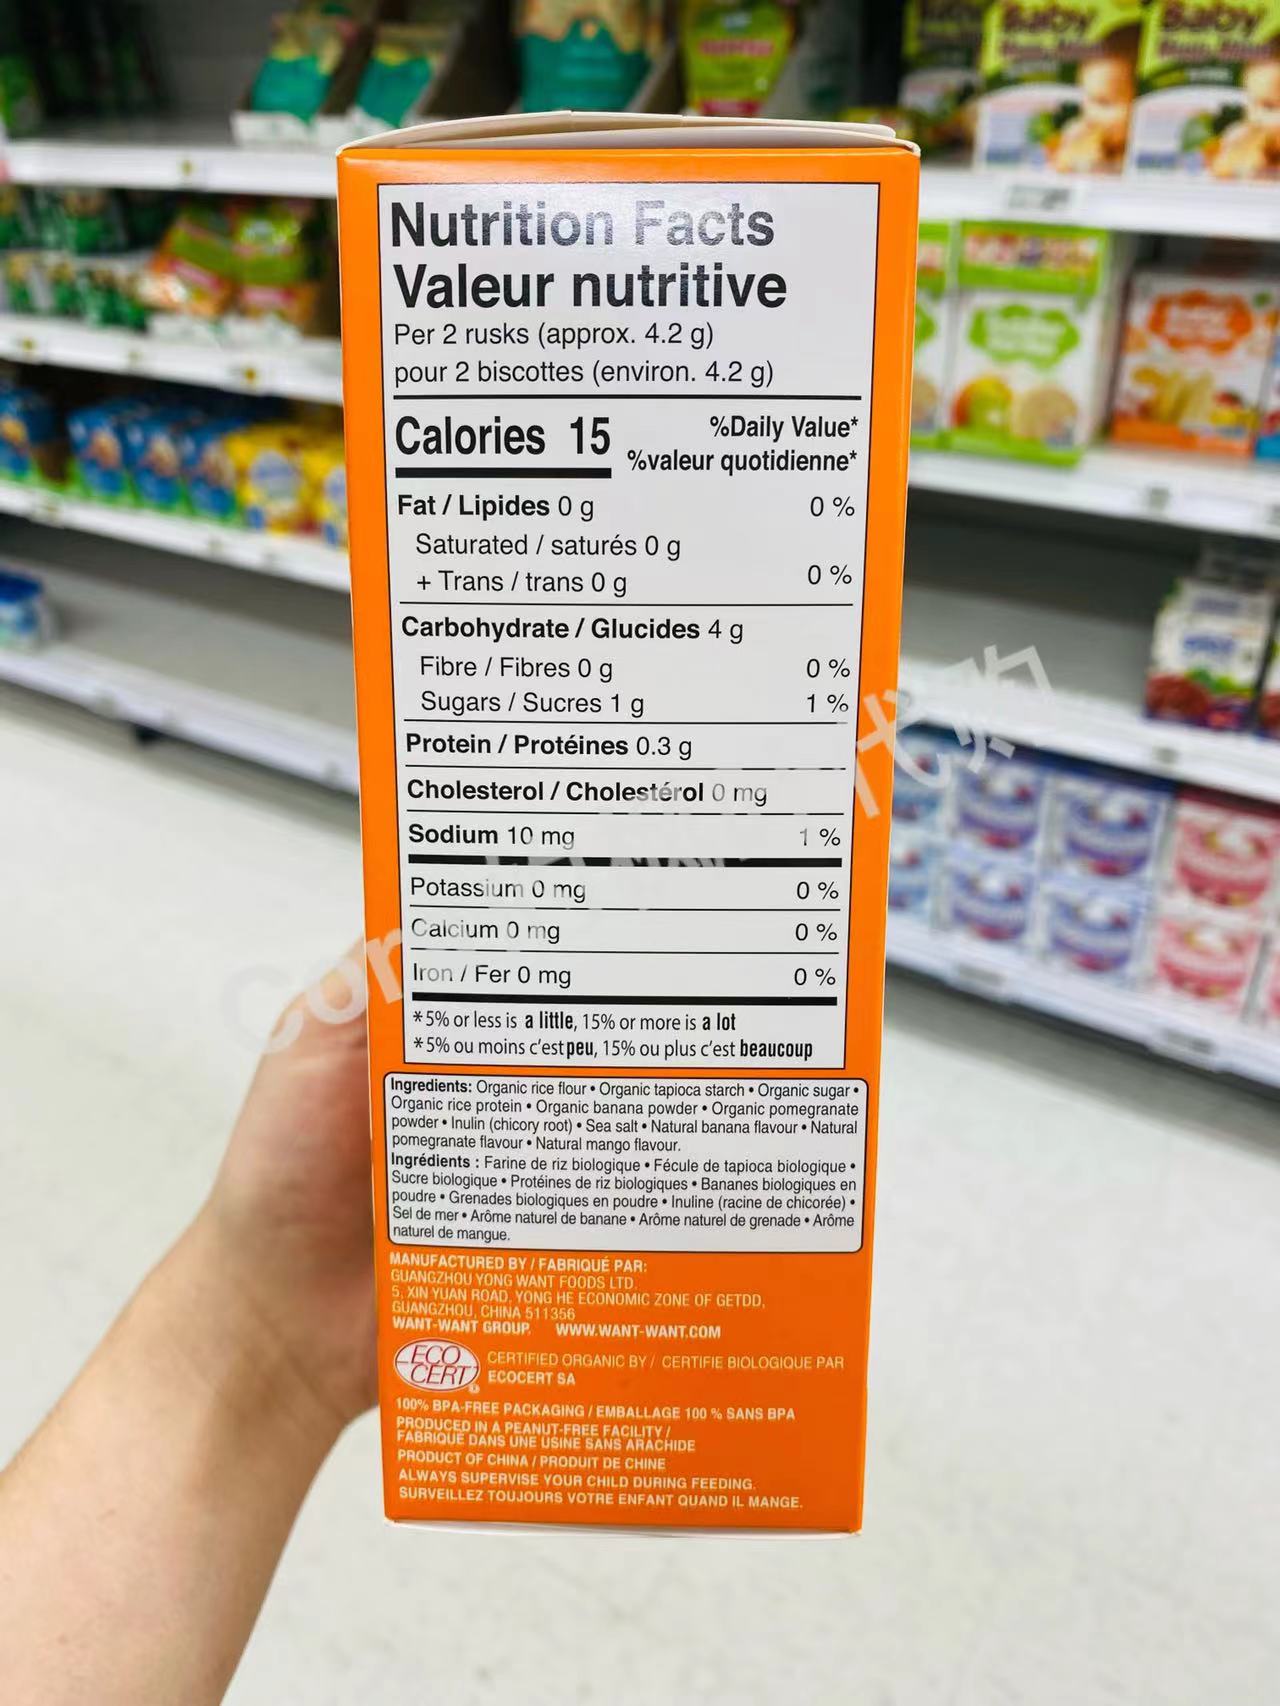 Nutrition Facts
Valeur nutritive
Per 2 rusks (approx. 4.2 g)
pour 2 biscottes (environ. 4.2 g)
Calories 15
%Daily Value*
%valeur quotidienne*
Fat / Lipides 0 g 0 %
Saturated / saturés 0 g
+ Trans / trans 0 g 0 %
Carbohydrate / Glucides 4 g
Fibre / Fibres 0 g 0 %
Sugars / Sucres 1 g 1 %
Protein / Protéines 0.3 g
Cholesterol / Cholestérol 0 mg
Sodium 10 mg 1 %
Potassium 0 mg 0 %
Calcium 0 mg 0 %
Iron / Fer 0 mg 0 %
*5% or less is a little, 15% or more is a lot
*5% ou moins c'est peu, 15% ou plus c'est beaucoup
Ingredients: Organic rice flour • Organic tapioca starch • Organic sugar •
Organic rice protein • Organic banana powder • Organic pomegranate
powder • Inulin (chicory root) • Sea salt • Natural banana flavour • Natural
pomegranate flavour • Natural mango flavour.
Ingrédients : Farine de riz biologique • Fécule de tapioca biologique •
Sucre biologique • Protéines de riz biologiques • Bananes biologiques en
poudre • Grenades biologiques en poudre • Inuline (racine de chicorée) •
Sel de mer • Arôme naturel de banane • Arôme naturel de grenade • Arôme
naturel de mangue.
MANUFACTURED BY / FABRIQUÉ PAR:
GUANGZHOU YONG WANT FOODS LTD.
5, XIN YUAN ROAD, YONG HE ECONOMIC ZONE OF GETDD,
GUANGZHOU, CHINA 511356
WANT-WANT GROUP. WWW.WANT-WANT.COM
ECO
CERT
CERTIFIED ORGANIC BY / CERTIFIE BIOLOGIQUE PAR
ECOCERT SA
100% BPA-FREE PACKAGING / EMBALLAGE 100 % SANS BPA
PRODUCED IN A PEANUT-FREE FACILITY /
FABRIQUÉ DANS UNE USINE SANS ARACHIDE
PRODUCT OF CHINA / PRODUIT DE CHINE
ALWAYS SUPERVISE YOUR CHILD DURING FEEDING.
SURVEILLEZ TOUJOURS VOTRE ENFANT QUAND IL MANGE.
代购
Baby
Baby